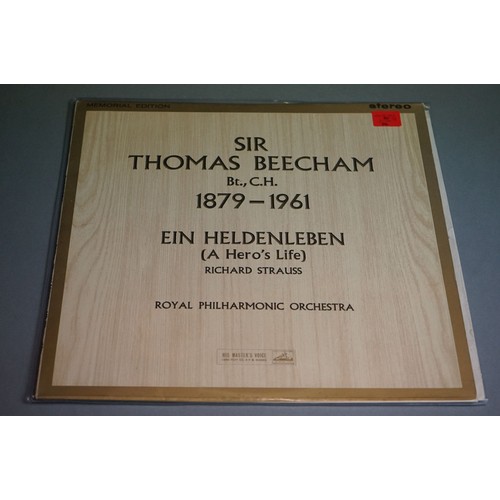 MEMORIAL EDITION
stereo
SIR
THOMAS BEECHAM
Bt., C.H.
1879–1961
EIN HELDENLEBEN
(A Hero's Life)
RICHARD STRAUSS
ROYAL PHILHARMONIC ORCHESTRA
HIS MASTER'S VOICE